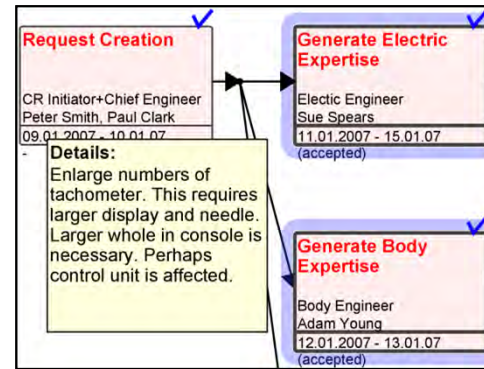 Request Creation
CR Initiator+Chief Engineer
Peter Smith, Paul Clark
09.01.2007 - 10.01.07
-
Details:
Enlarge numbers of
tachometer. This requires
larger display and needle.
Larger whole in console is
necessary. Perhaps
control unit is affected.
Generate Electric
Expertise
Electic Engineer
Sue Spears
11.01.2007 - 15.01.07
(accepted)
Generate Body
Expertise
Body Engineer
Adam Young
12.01.2007 - 13.01.07
(accepted)